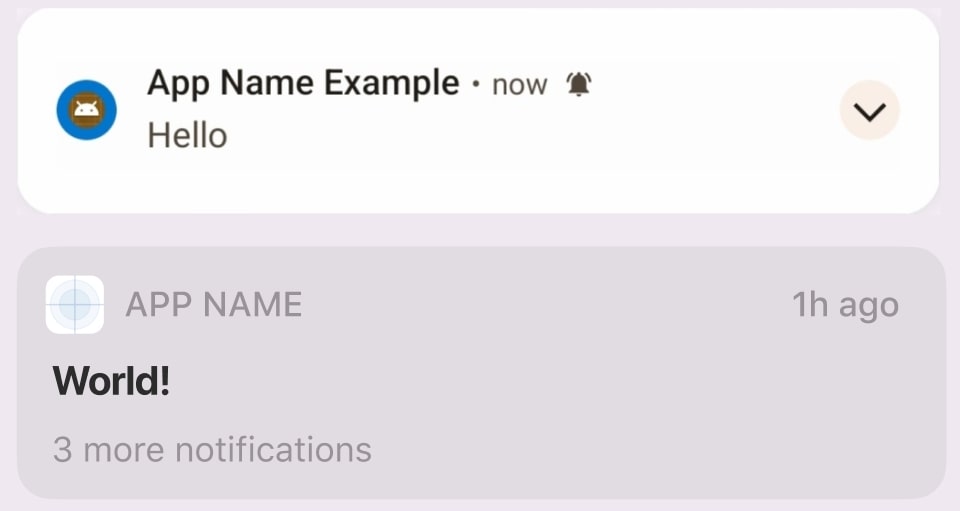 App Name Example • now
Hello
APP NAME 1h ago
World!
3 more notifications